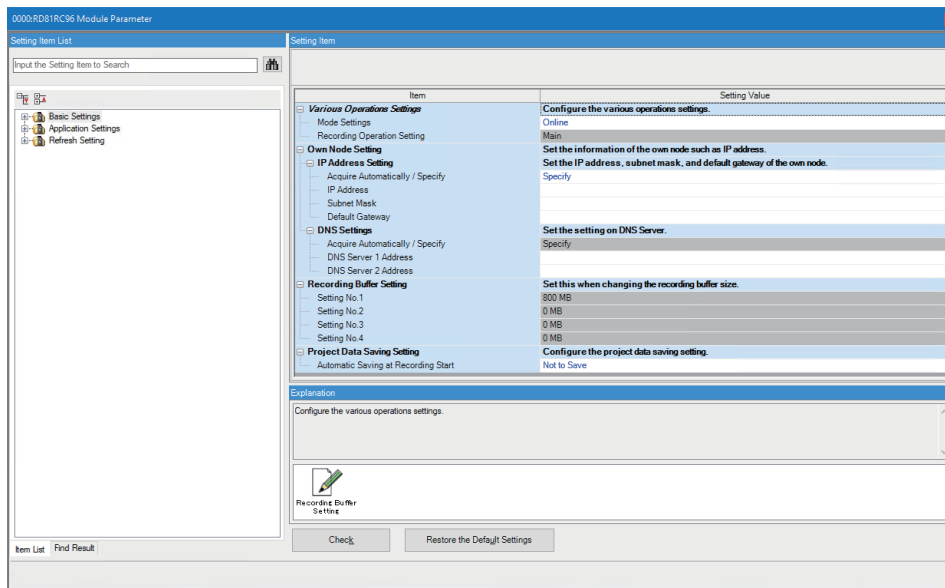 0000:RD81RC96 Module Parameter
Setting Item List
Input the Setting Item to Search
Basic Settings
Application Settings
Refresh Setting
Item List Find Result
Setting Item
Item Setting Value
Various Operations Settings Configure the various operations settings.
Mode Settings Online
Recording Operation Setting Main
Own Node Setting Set the information of the own node such as IP address.
IP Address Setting Set the IP address, subnet mask, and default gateway of the own node.
Acquire Automatically / Specify Specify
IP Address
Subnet Mask
Default Gateway
DNS Settings Set the setting on DNS Server.
Acquire Automatically / Specify Specify
DNS Server 1 Address
DNS Server 2 Address
Recording Buffer Setting Set this when changing the recording buffer size.
Setting No.1 800 MB
Setting No.2 0 MB
Setting No.3 0 MB
Setting No.4 0 MB
Project Data Saving Setting Configure the project data saving setting.
Automatic Saving at Recording Start Not to Save
Explanation
Configure the various operations settings.
Recording Buffer
Setting
Check Restore the Default Settings